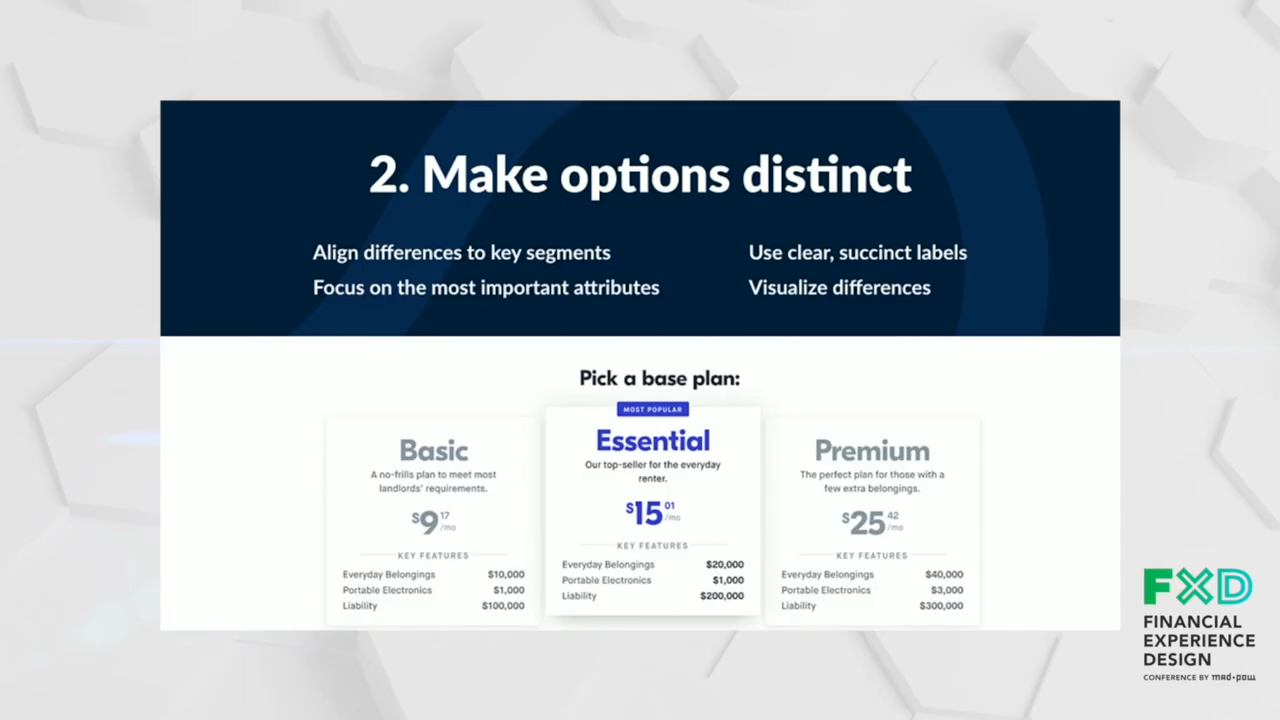 2. Make options distinct
Align differences to key segments
Focus on the most important attributes
Use clear, succinct labels
Visualize differences
Pick a base plan:
Basic
A no-frills plan to meet most
landlords' requirements.
$9 17 /mo
KEY FEATURES
Everyday Belongings $10,000
Portable Electronics $1,000
Liability $100,000
MOST POPULAR
Essential
Our top-seller for the everyday
renter.
$15 01 /mo
KEY FEATURES
Everyday Belongings $20,000
Portable Electronics $1,000
Liability $200,000
Premium
The perfect plan for those with a
few extra belongings.
$25 42 /mo
KEY FEATURES
Everyday Belongings $40,000
Portable Electronics $3,000
Liability $300,000
FXD
FINANCIAL
EXPERIENCE
DESIGN
CONFERENCE BY mad*pow